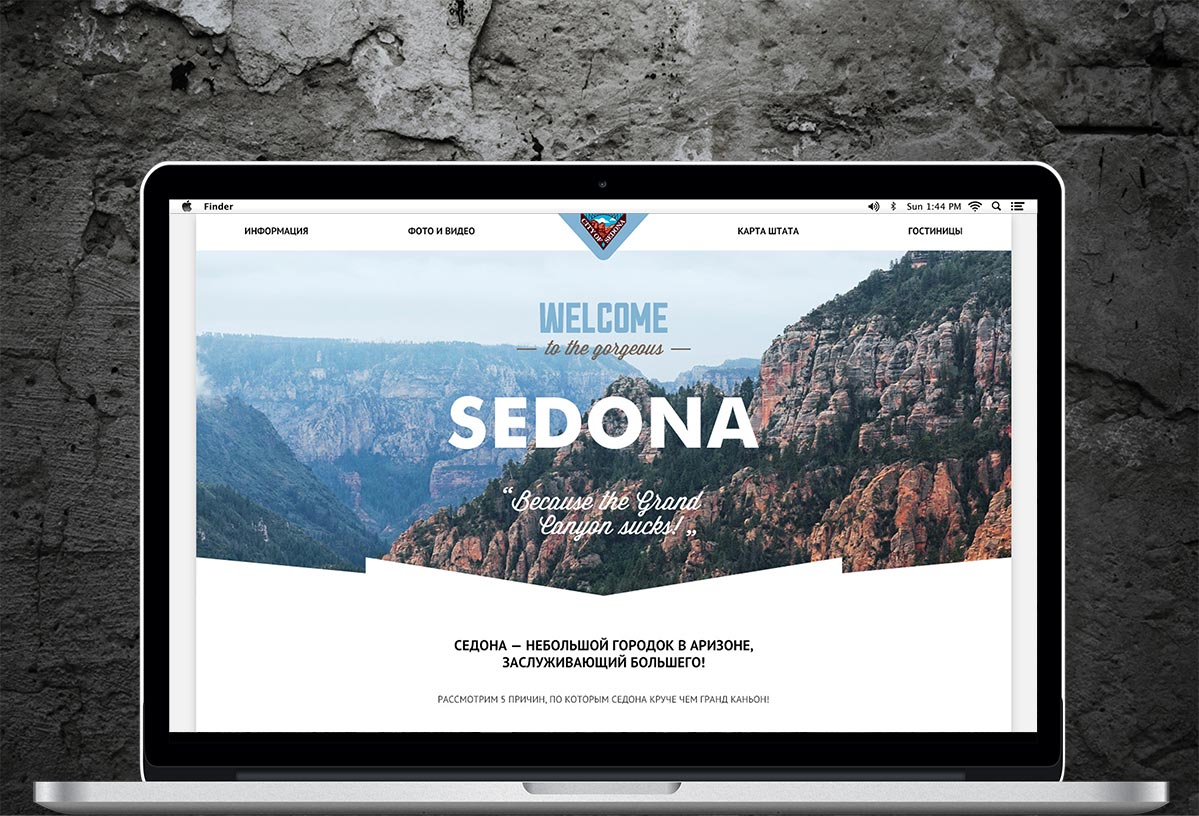 Finder
Sun 1:44 PM
ИНФОРМАЦИЯ
ФОТО И ВИДЕО
CITY OF SEDONA
КАРТА ШТАТА
ГОСТИНИЦЫ
WELCOME
— to the gorgeous —
SEDONA
“Because the Grand
Canyon sucks!„
СЕДОНА — НЕБОЛЬШОЙ ГОРОДОК В АРИЗОНЕ,
ЗАСЛУЖИВАЮЩИЙ БОЛЬШЕГО!
РАССМОТРИМ 5 ПРИЧИН, ПО КОТОРЫМ СЕДОНА КРУЧЕ ЧЕМ ГРАНД КАНЬОН!